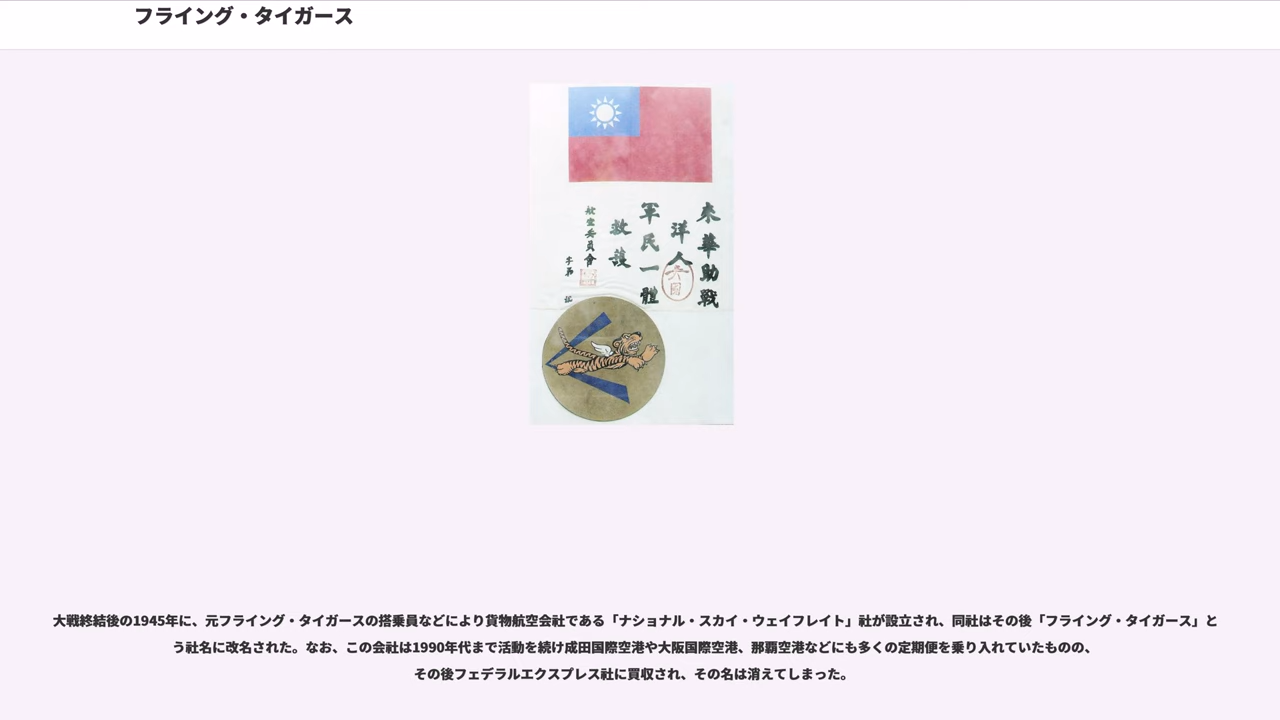 フライング・タイガース
來華助戰
洋人
軍民一體
救護
航空委員會
大戦終結後の1945年に、元フライング・タイガースの搭乗員などにより貨物航空会社である「ナショナル・スカイ・ウェイフレイト」社が設立され、同社はその後「フライング・タイガース」と
う社名に改名された。なお、この会社は1990年代まで活動を続け成田国際空港や大阪国際空港、那覇空港などにも多くの定期便を乗り入れていたものの、
その後フェデラルエクスプレス社に買収され、その名は消えてしまった。